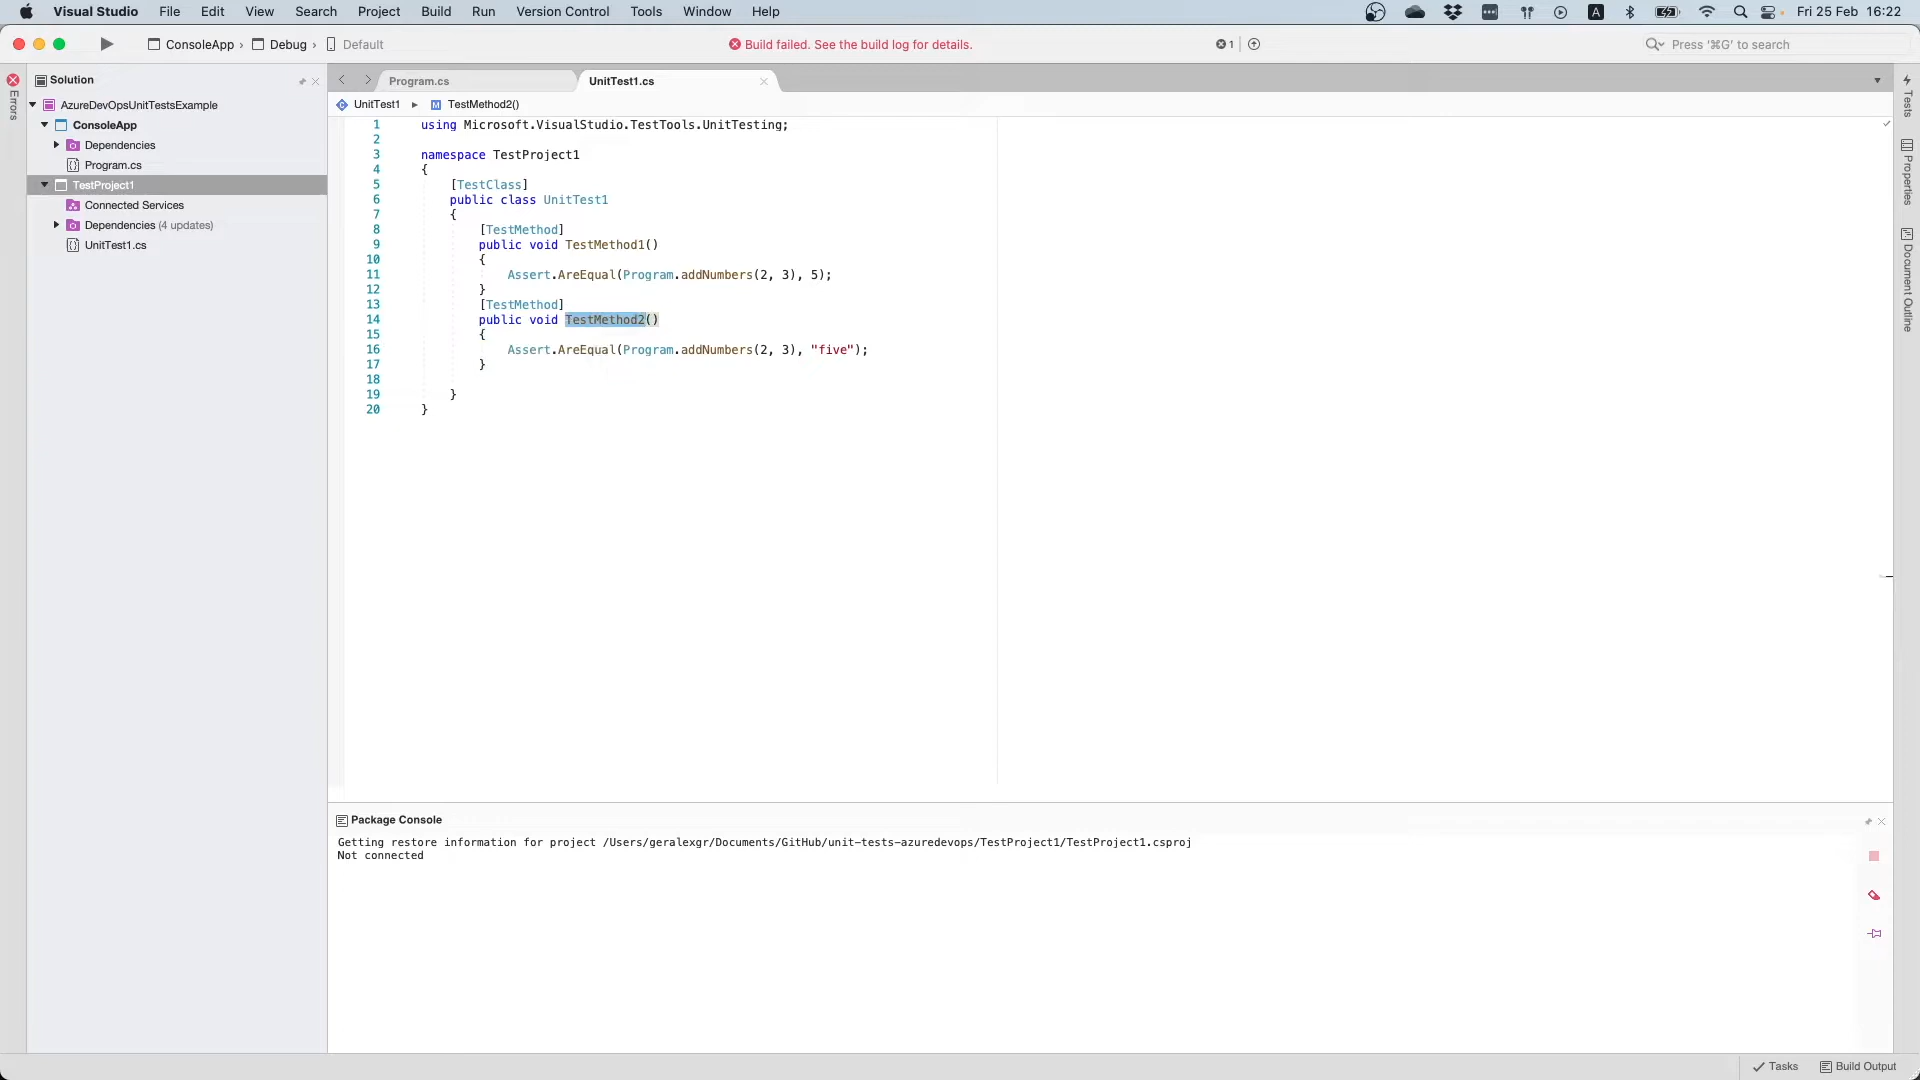 Visual Studio File Edit View Search Project Build Run Version Control Tools Window Help A Fri 25 Feb 16:22
ConsoleApp › Debug › Default Build failed. See the build log for details. 1 Press '⌘G' to search
Errors
Solution
AzureDevOpsUnitTestsExample
ConsoleApp
Dependencies
Program.cs
TestProject1
Connected Services
Dependencies (4 updates)
UnitTest1.cs
Program.cs UnitTest1.cs
UnitTest1 ▸ M TestMethod2()
1 using Microsoft.VisualStudio.TestTools.UnitTesting;
2
3 namespace TestProject1
4 {
5 [TestClass]
6 public class UnitTest1
7 {
8 [TestMethod]
9 public void TestMethod1()
10 {
11 Assert.AreEqual(Program.addNumbers(2, 3), 5);
12 }
13 [TestMethod]
14 public void TestMethod2()
15 {
16 Assert.AreEqual(Program.addNumbers(2, 3), "five");
17 }
18
19 }
20 }
Tests
Properties
Document Outline
Package Console
Getting restore information for project /Users/geralexgr/Documents/GitHub/unit-tests-azuredevops/TestProject1/TestProject1.csproj
Not connected
Tasks Build Output